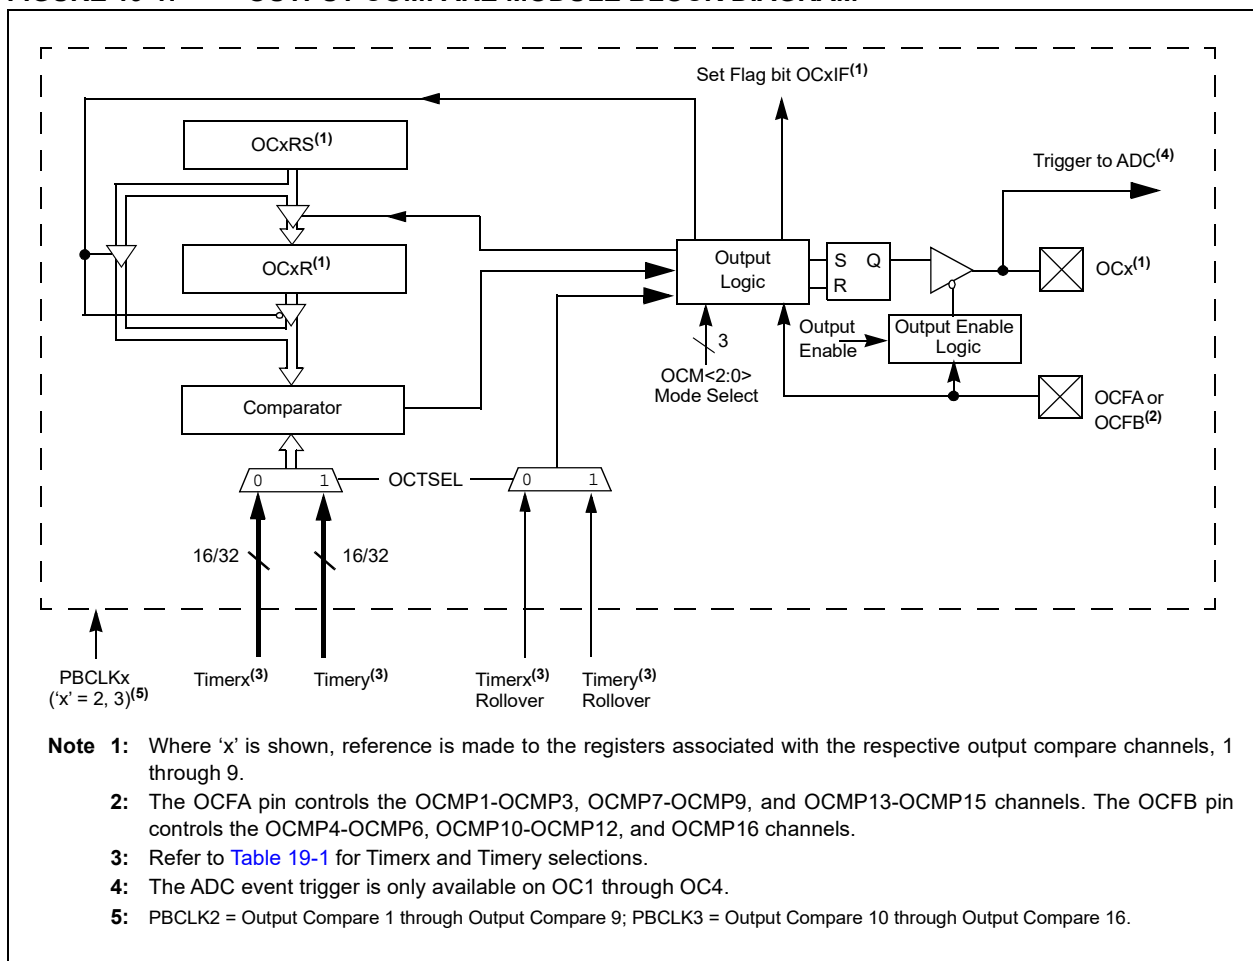 Set Flag bit OCxIF(1)
OCxRS(1)
Trigger to ADC(4)
OCxR(1)
Output
Logic
S Q
R
OCx(1)
Output
Enable
Output Enable
Logic
3
OCM<2:0>
Mode Select
OCFA or
OCFB(2)
Comparator
0 1
OCTSEL
0 1
16/32
16/32
PBCLKx
('x' = 2, 3)(5)
Timerx(3)
Timery(3)
Timerx(3)
Rollover
Timery(3)
Rollover
Note 1: Where 'x' is shown, reference is made to the registers associated with the respective output compare channels, 1
through 9.
2: The OCFA pin controls the OCMP1-OCMP3, OCMP7-OCMP9, and OCMP13-OCMP15 channels. The OCFB pin
controls the OCMP4-OCMP6, OCMP10-OCMP12, and OCMP16 channels.
3: Refer to Table 19-1 for Timerx and Timery selections.
4: The ADC event trigger is only available on OC1 through OC4.
5: PBCLK2 = Output Compare 1 through Output Compare 9; PBCLK3 = Output Compare 10 through Output Compare 16.